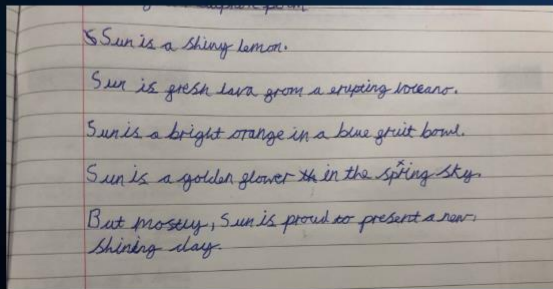 Sun is a shiny lemon.
Sun is fresh lava from a erupting volcano.
Sun is a bright orange in a blue fruit bowl.
Sun is a golden flower in the spring sky.
But mostly, Sun is proud to present a new,
shining day.